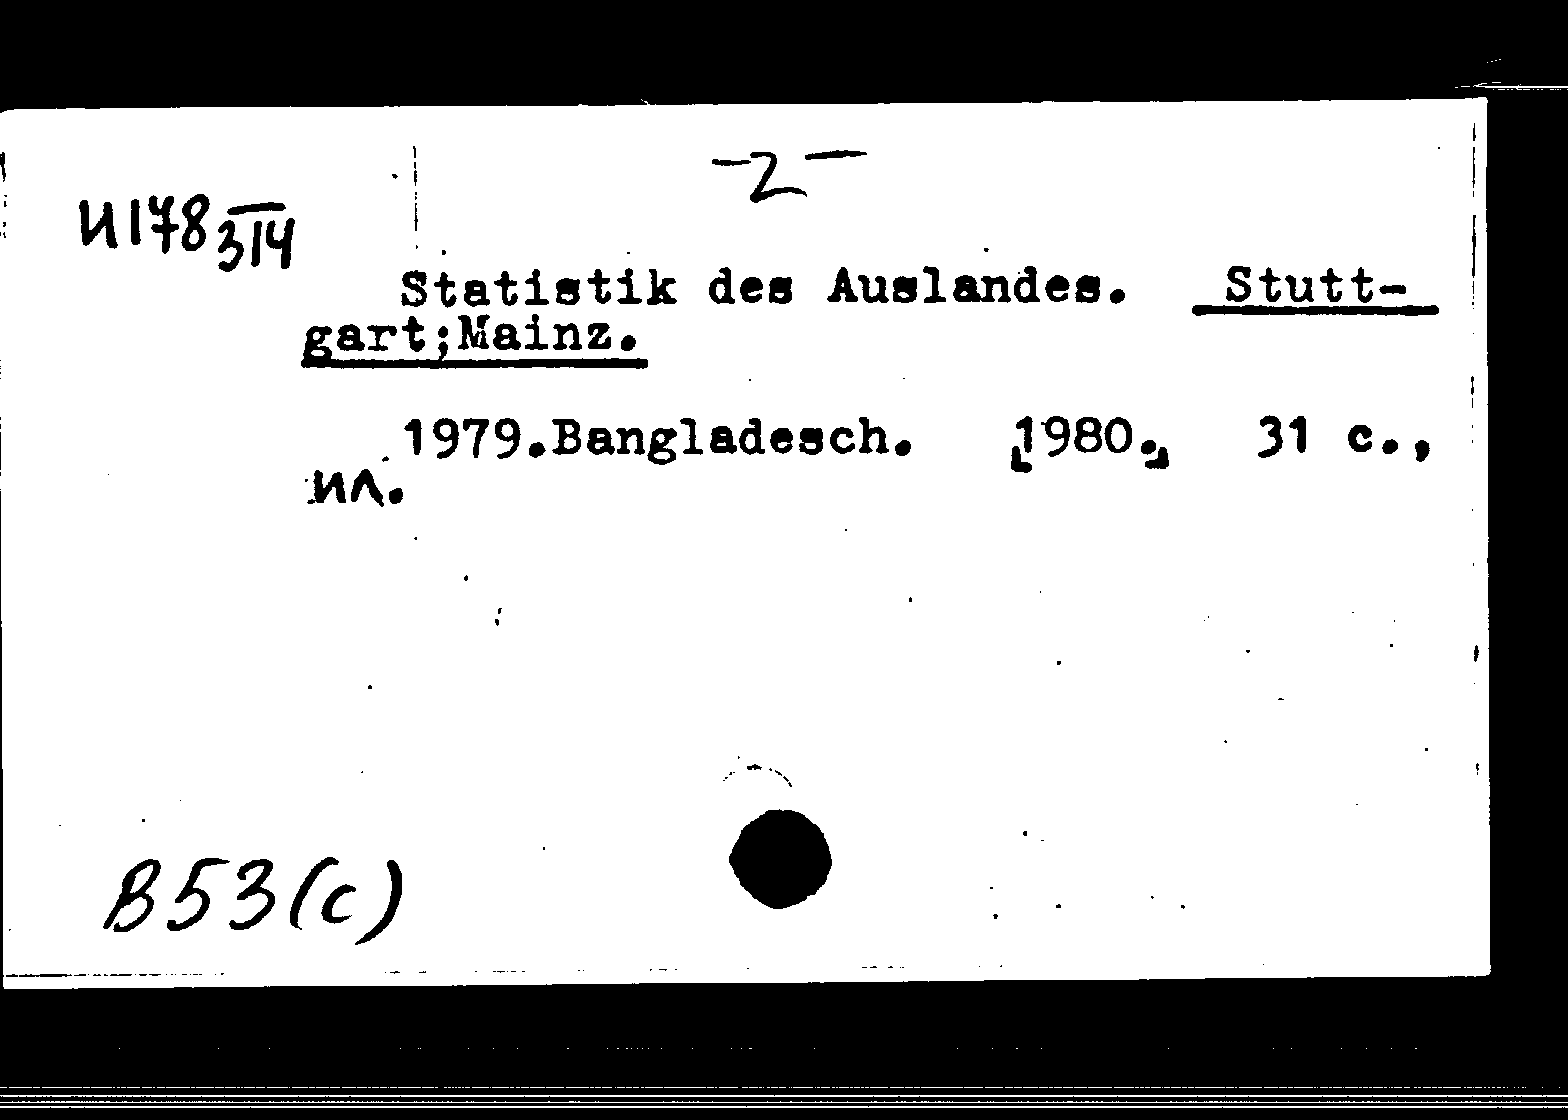 -2-
И178 314
Statistik des Auslandes. Stutt-
gart;Mainz.
1979.Bangladesch. [1980.] 31 с.,
ил.
B53(c)